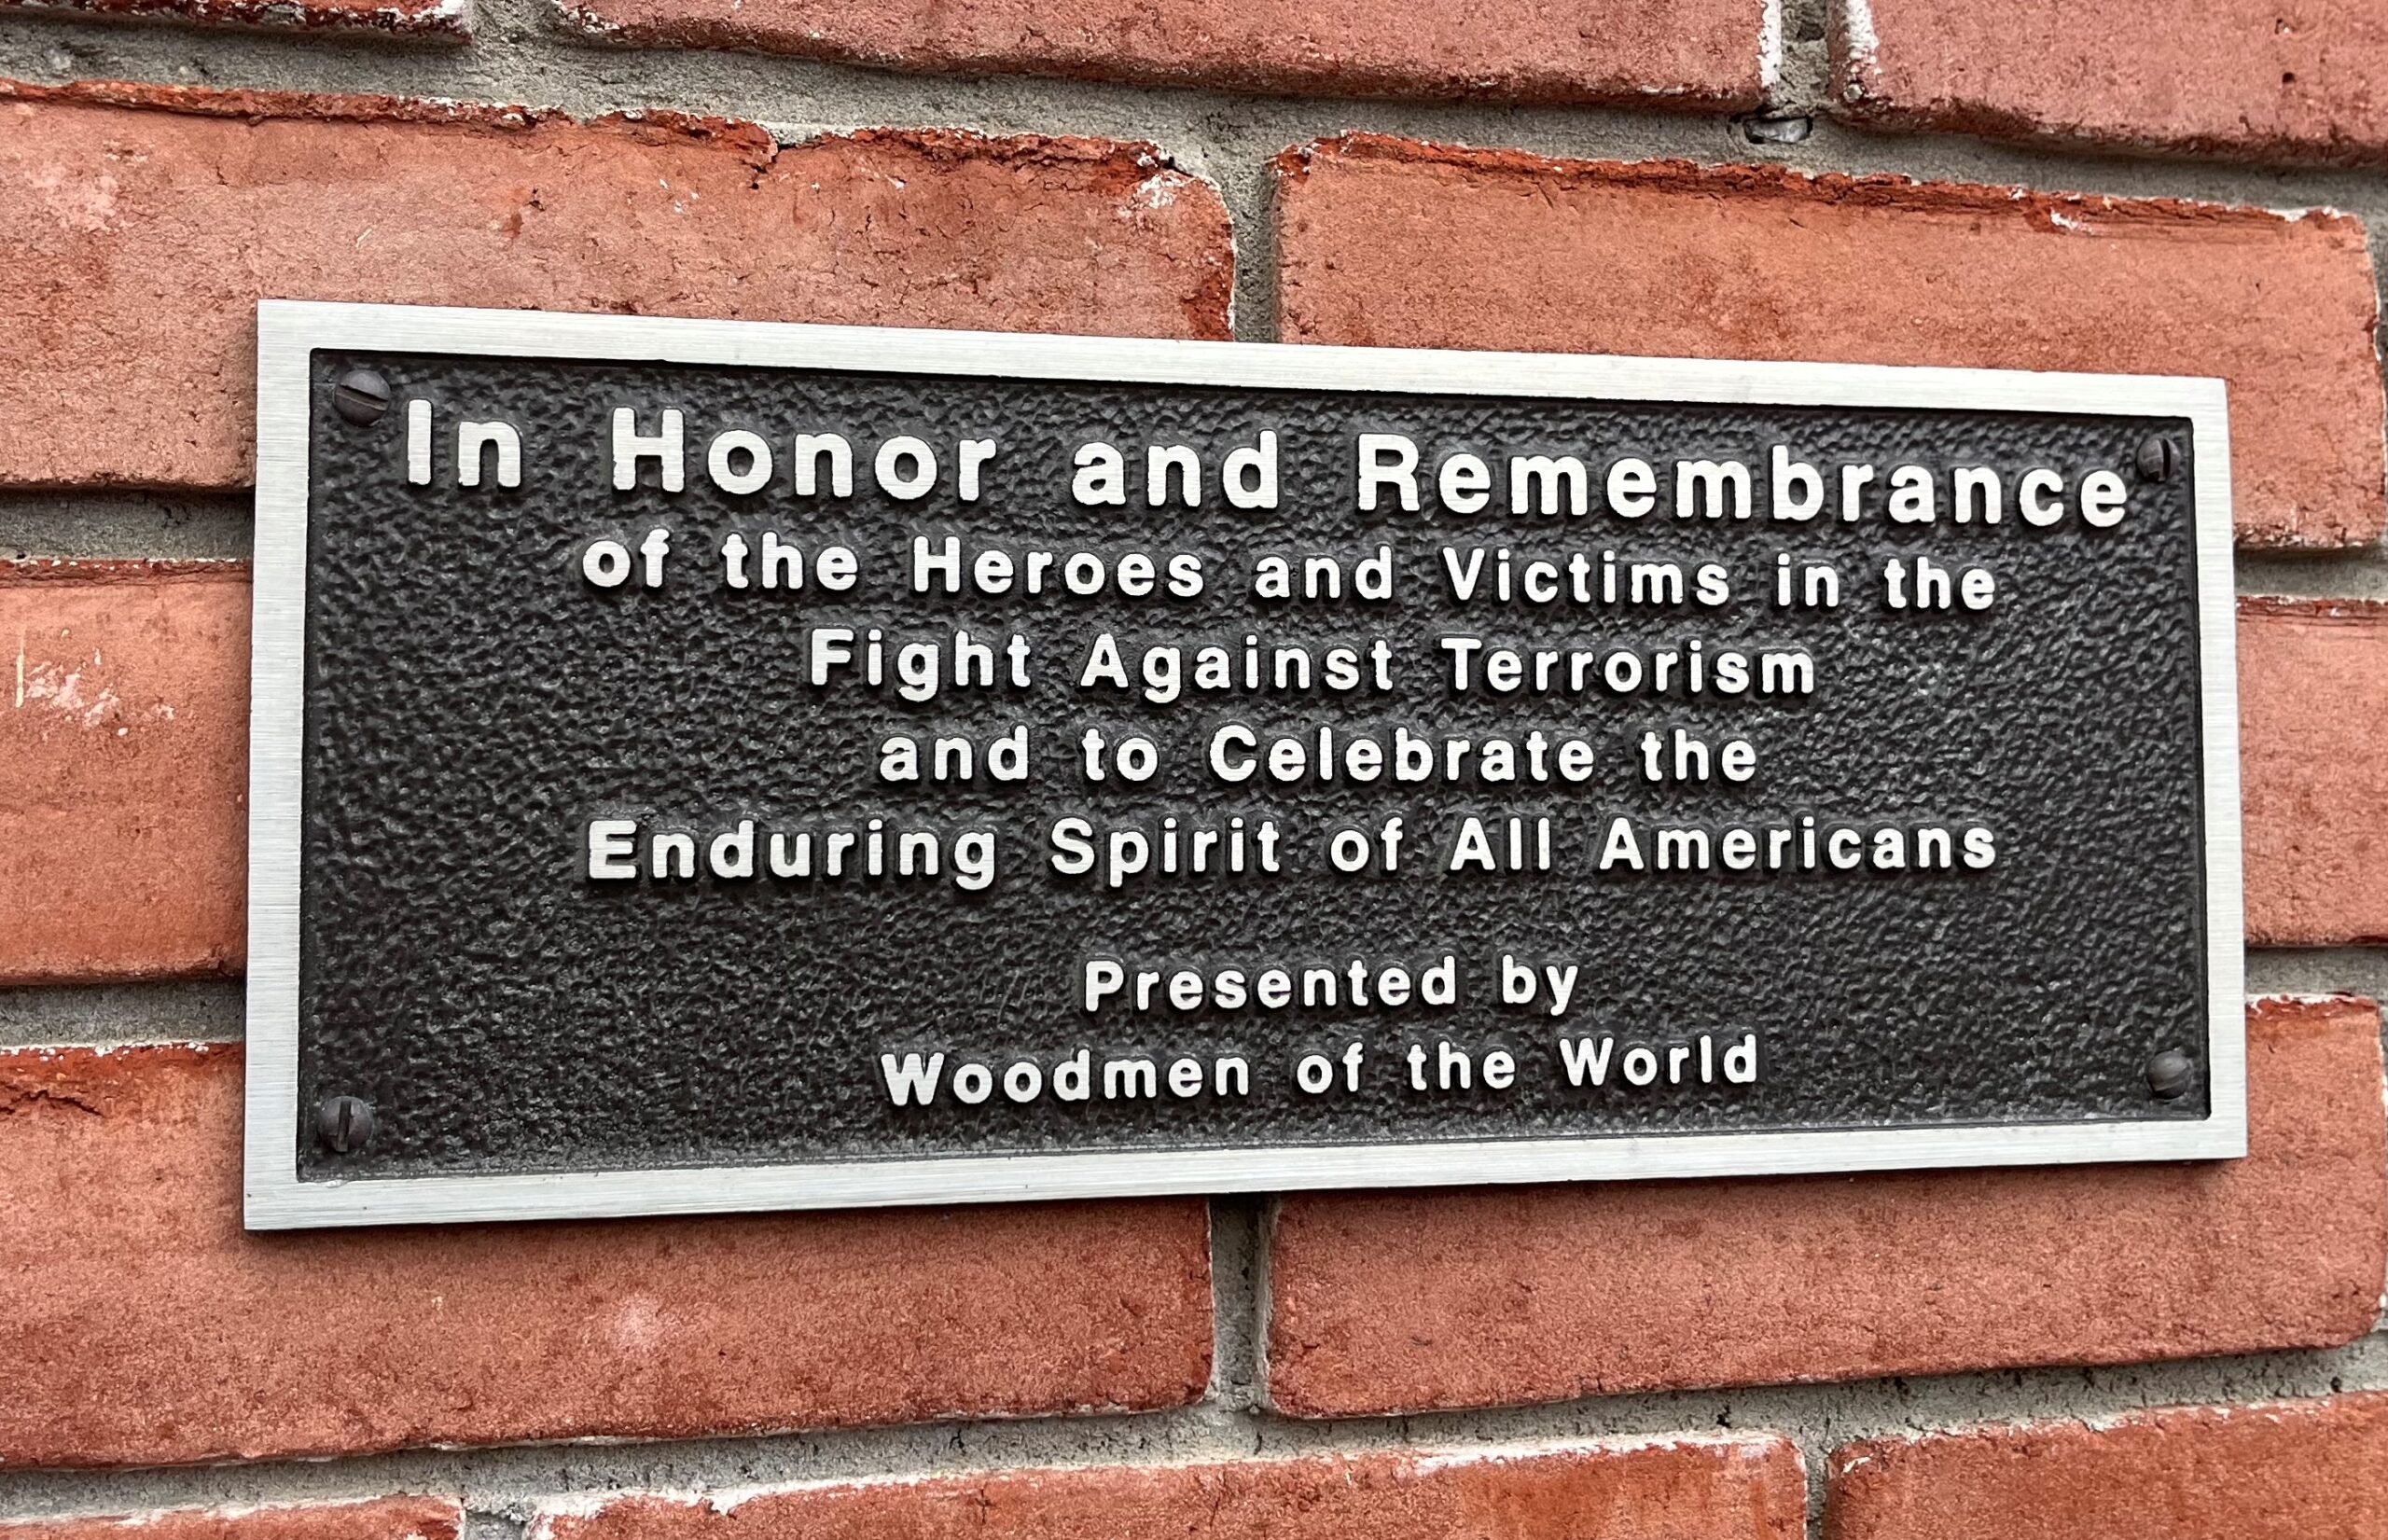 In Honor and Remembrance
of the Heroes and Victims in the
Fight Against Terrorism
and to Celebrate the
Enduring Spirit of All Americans
Presented by
Woodmen of the World